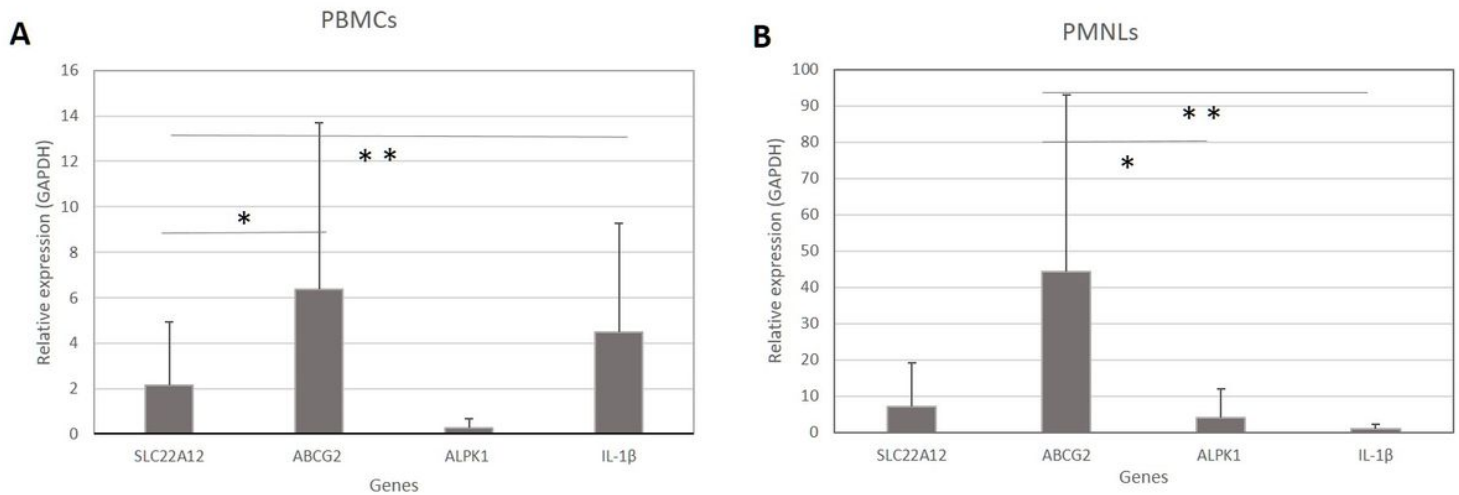 A
PBMCs
Relative expression (GAPDH)
16
14
12
10
8
6
4
2
0
* *
*
SLC22A12 ABCG2 ALPK1 IL-1β
Genes
B
PMNLs
Relative expression (GAPDH)
100
90
80
70
60
50
40
30
20
10
0
* *
*
SLC22A12 ABCG2 ALPK1 IL-1β
Genes